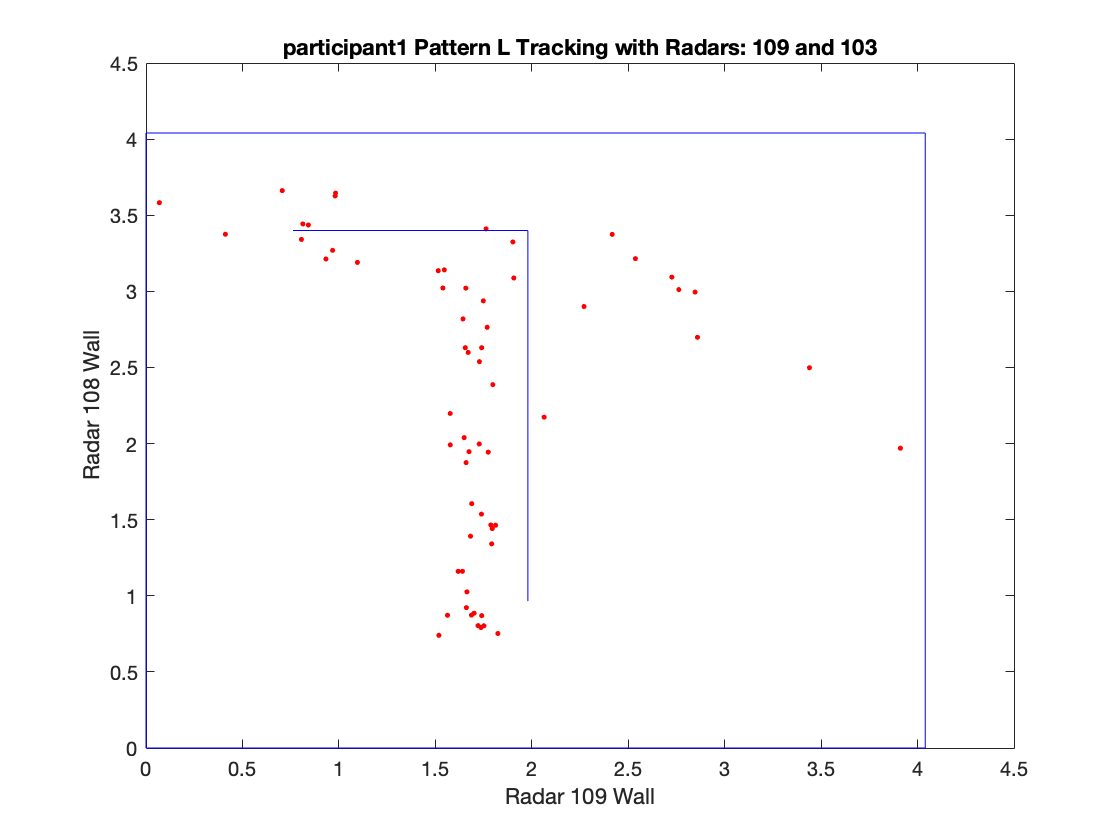 participant1 Pattern L Tracking with Radars: 109 and 103
4.5
4
3.5
3
2.5
2
1.5
1
0.5
0
Radar 108 Wall
0 0.5 1 1.5 2 2.5 3 3.5 4 4.5
Radar 109 Wall